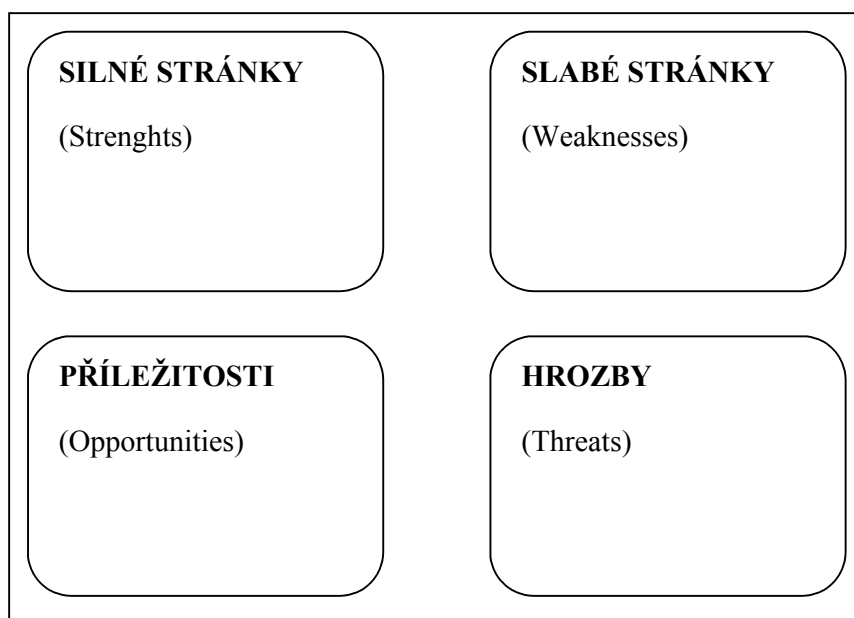 SILNÉ STRÁNKY
(Strenghts)
SLABÉ STRÁNKY
(Weaknesses)
PŘÍLEŽITOSTI
(Opportunities)
HROZBY
(Threats)